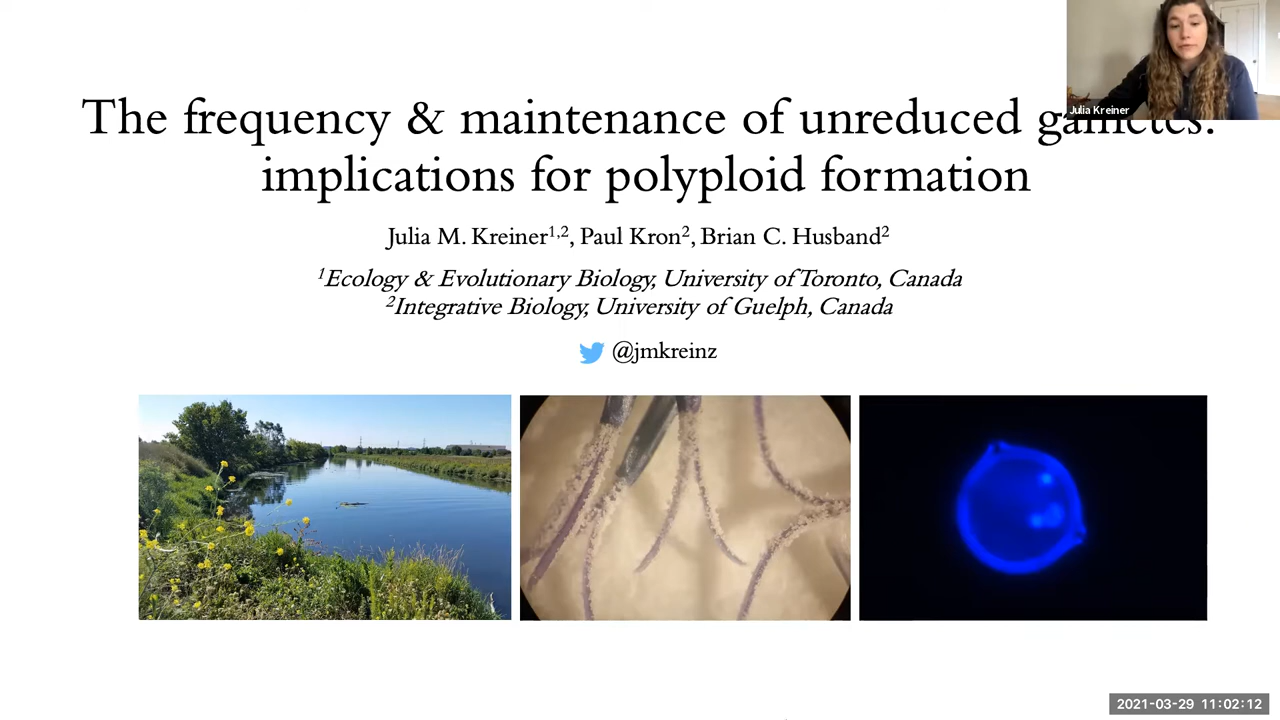 Julia Kreiner
The frequency & maintenance of unreduced gametes:
implications for polyploid formation
Julia M. Kreiner1,2, Paul Kron2, Brian C. Husband2
1Ecology & Evolutionary Biology, University of Toronto, Canada
2Integrative Biology, University of Guelph, Canada
@jmkreinz
2021-03-29 11:02:12